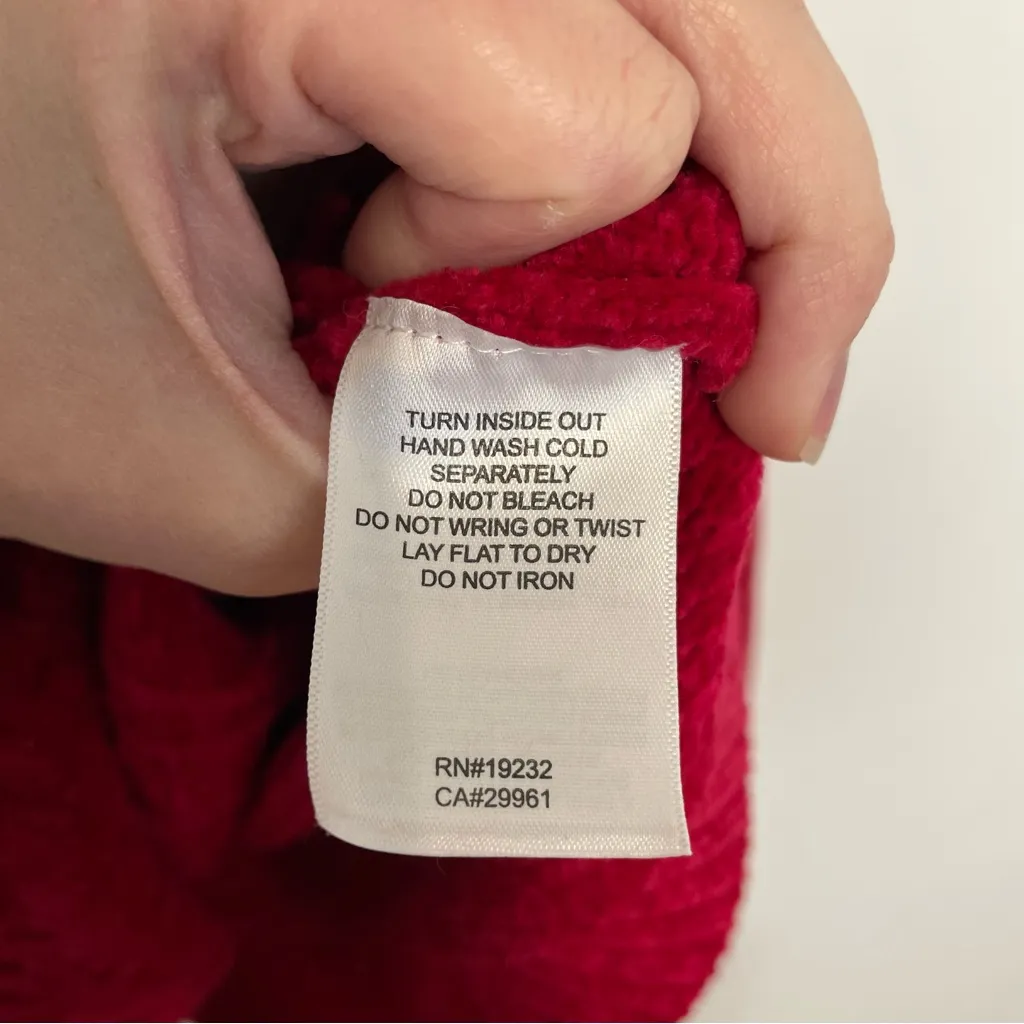 TURN INSIDE OUT
HAND WASH COLD
SEPARATELY
DO NOT BLEACH
DO NOT WRING OR TWIST
LAY FLAT TO DRY
DO NOT IRON
RN#19232
CA#29961